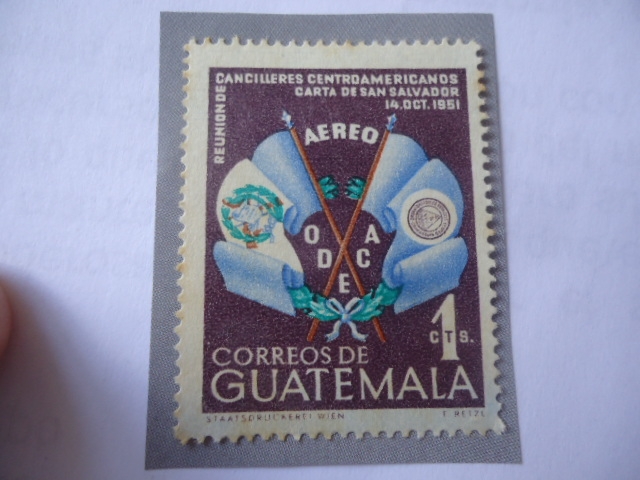 REUNION DE CANCILLERES CENTROAMERICANOS
CARTA DE SAN SALVADOR
14.OCT.1951
AEREO
O D E C A
1 CTS.
CORREOS DE
GUATEMALA
STAATSDRUCKEREI WIEN